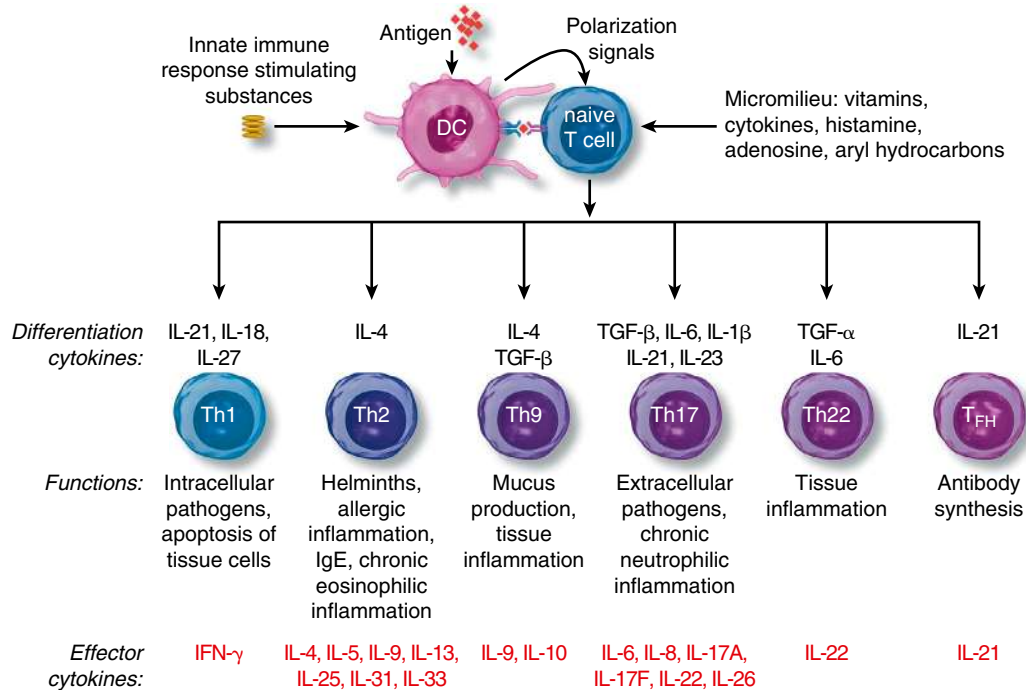 Innate immune
response stimulating
substances
Antigen
Polarization
signals
DC
naive
T cell
Micromilieu: vitamins,
cytokines, histamine,
adenosine, aryl hydrocarbons
Differentiation
cytokines:
IL-21, IL-18,
IL-27
IL-4
IL-4
TGF-β
TGF-β, IL-6, IL-1β
IL-21, IL-23
TGF-α
IL-6
IL-21
Th1
Th2
Th9
Th17
Th22
TFH
Functions:
Intracellular
pathogens,
apoptosis of
tissue cells
Helminths,
allergic
inflammation,
IgE, chronic
eosinophilic
inflammation
Mucus
production,
tissue
inflammation
Extracellular
pathogens,
chronic
neutrophilic
inflammation
Tissue
inflammation
Antibody
synthesis
Effector
cytokines:
IFN-γ
IL-4, IL-5, IL-9, IL-13,
IL-25, IL-31, IL-33
IL-9, IL-10
IL-6, IL-8, IL-17A,
IL-17F, IL-22, IL-26
IL-22
IL-21